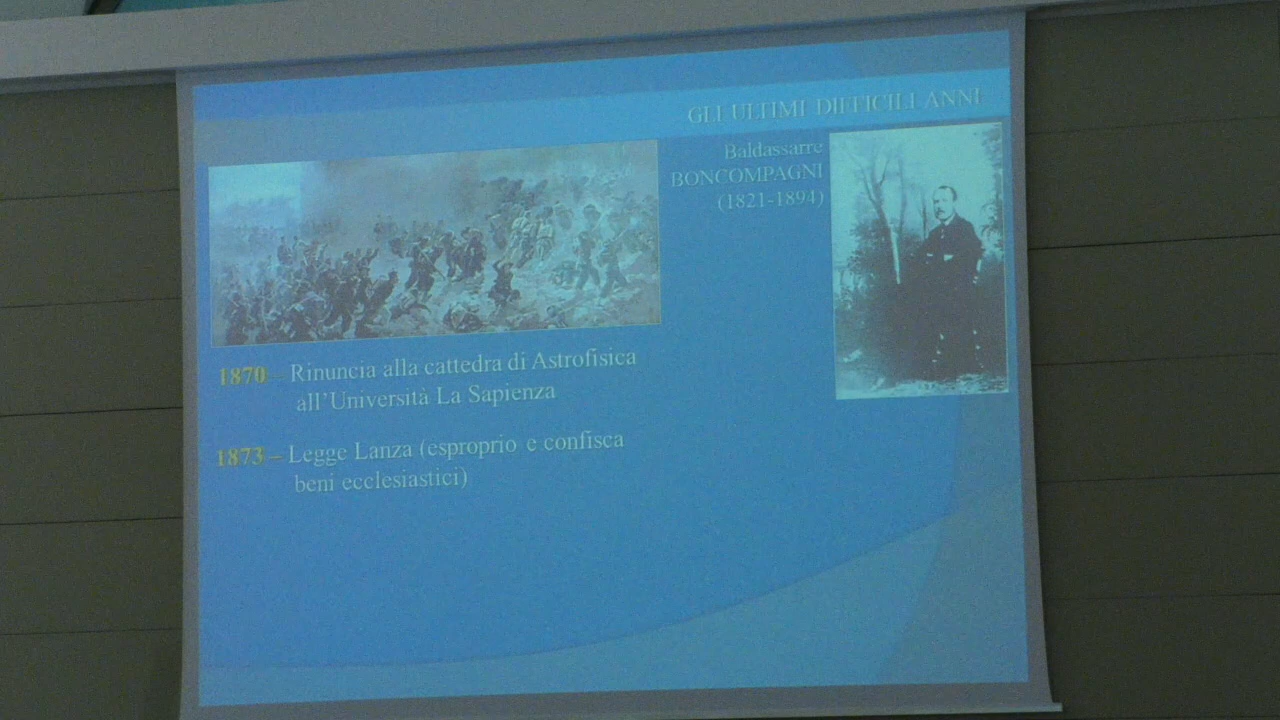 GLI ULTIMI DIFFICILI ANNI
Baldassarre
BONCOMPAGNI
(1821-1894)
1870 – Rinuncia alla cattedra di Astrofisica
all'Università La Sapienza
1873 – Legge Lanza (esproprio e confisca
beni ecclesiastici)